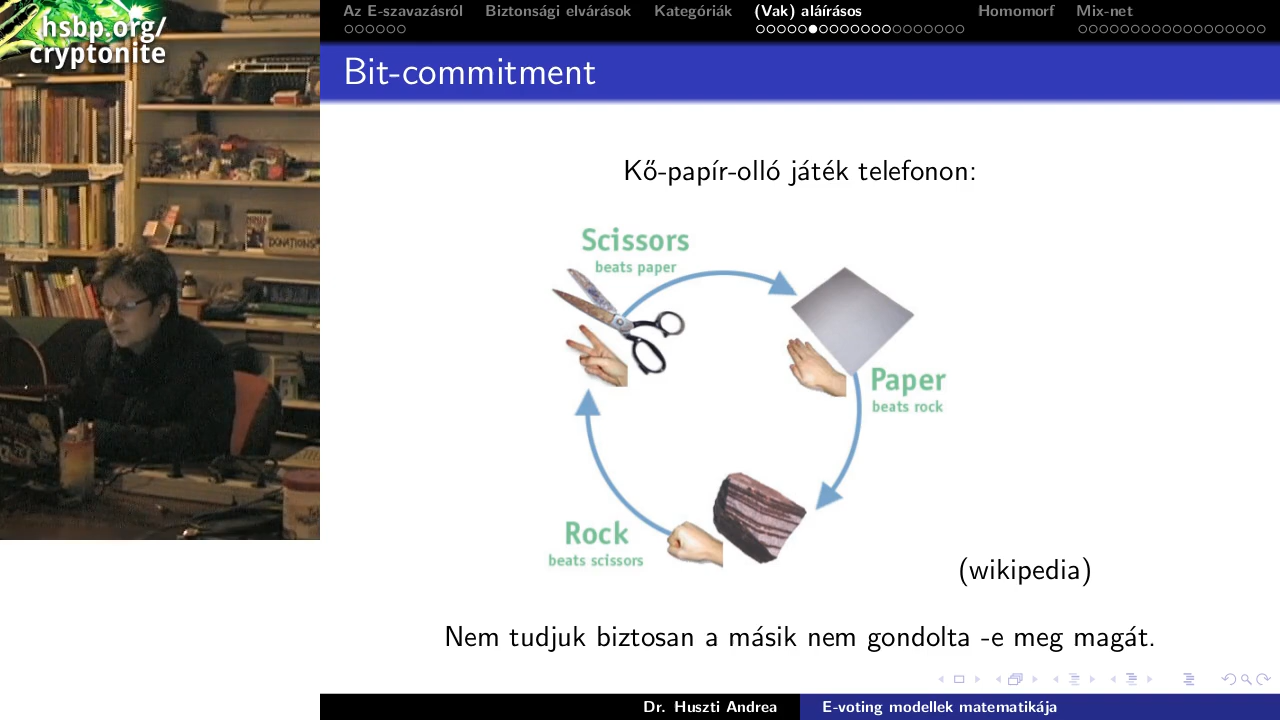 hsbp.org/
cryptonite
DONATIONS
Az E-szavazásról Biztonsági elvárások Kategóriák (Vak) aláírásos Homomorf Mix-net
Bit-commitment
Kő-papír-olló játék telefonon:
Scissors
beats paper
Paper
beats rock
Rock
beats scissors
(wikipedia)
Nem tudjuk biztosan a másik nem gondolta -e meg magát.
Dr. Huszti Andrea E-voting modellek matematikája